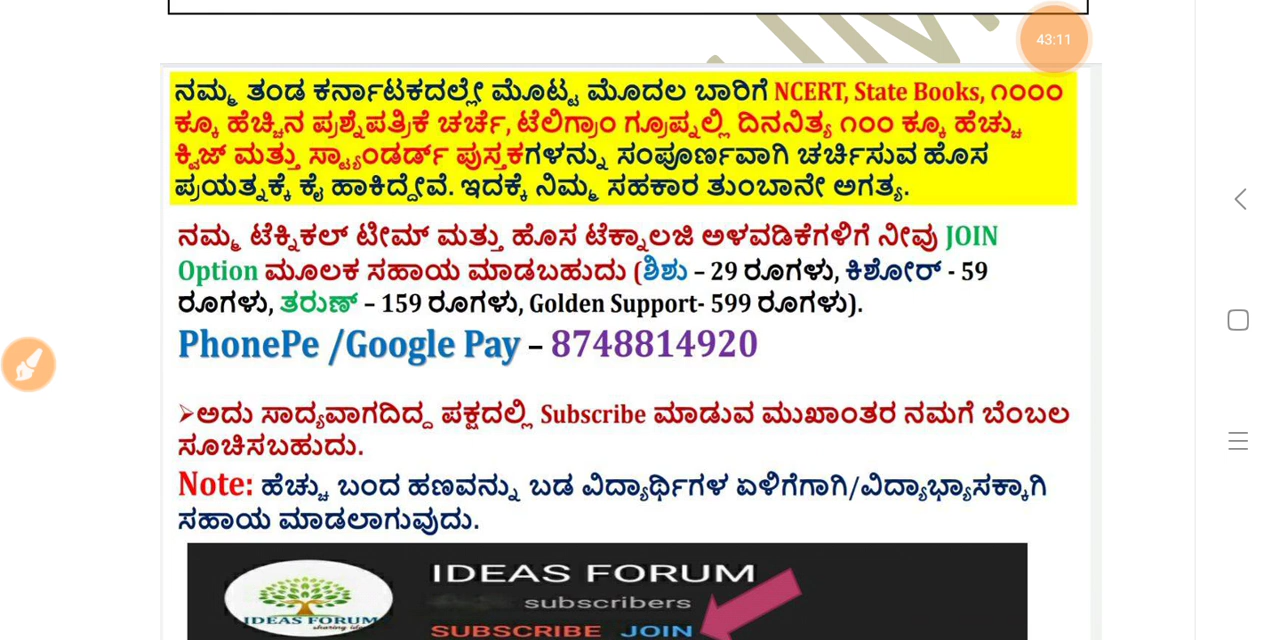 43:11
ನಮ್ಮ ತಂಡ ಕರ್ನಾಟಕದಲ್ಲೇ ಮೊಟ್ಟ ಮೊದಲ ಬಾರಿಗೆ NCERT, State Books, ೧೦೦೦
ಕ್ಕೂ ಹೆಚ್ಚಿನ ಪ್ರಶ್ನೆಪತ್ರಿಕೆ ಚರ್ಚೆ, ಟೆಲಿಗ್ರಾಂ ಗ್ರೂಪ್ನಲ್ಲಿ ದಿನನಿತ್ಯ ೧೦೦ ಕ್ಕೂ ಹೆಚ್ಚು
ಕ್ವಿಜ್ ಮತ್ತು ಸ್ಟ್ಯಾಂಡರ್ಡ್ ಪುಸ್ತಕಗಳನ್ನು ಸಂಪೂರ್ಣವಾಗಿ ಚರ್ಚಿಸುವ ಹೊಸ
ಪ್ರಯತ್ನಕ್ಕೆ ಕೈ ಹಾಕಿದ್ದೇವೆ. ಇದಕ್ಕೆ ನಿಮ್ಮ ಸಹಕಾರ ತುಂಬಾನೇ ಅಗತ್ಯ.
ನಮ್ಮ ಟೆಕ್ನಿಕಲ್ ಟೀಮ್ ಮತ್ತು ಹೊಸ ಟೆಕ್ನಾಲಜಿ ಅಳವಡಿಕೆಗಳಿಗೆ ನೀವು JOIN
Option ಮೂಲಕ ಸಹಾಯ ಮಾಡಬಹುದು (ಶಿಶು – 29 ರೂಗಳು, ಕಿಶೋರ್ - 59
ರೂಗಳು, ತರುಣ್ – 159 ರೂಗಳು, Golden Support- 599 ರೂಗಳು).
PhonePe /Google Pay – 8748814920
➢ಅದು ಸಾದ್ಯವಾಗದಿದ್ದ ಪಕ್ಷದಲ್ಲಿ Subscribe ಮಾಡುವ ಮುಖಾಂತರ ನಮಗೆ ಬೆಂಬಲ
ಸೂಚಿಸಬಹುದು.
Note: ಹೆಚ್ಚು ಬಂದ ಹಣವನ್ನು ಬಡ ವಿದ್ಯಾರ್ಥಿಗಳ ಏಳಿಗೆಗಾಗಿ/ವಿದ್ಯಾಭ್ಯಾಸಕ್ಕಾಗಿ
ಸಹಾಯ ಮಾಡಲಾಗುವುದು.
IDEAS FORUM
subscribers
IDEAS FORUM
SUBSCRIBE JOIN